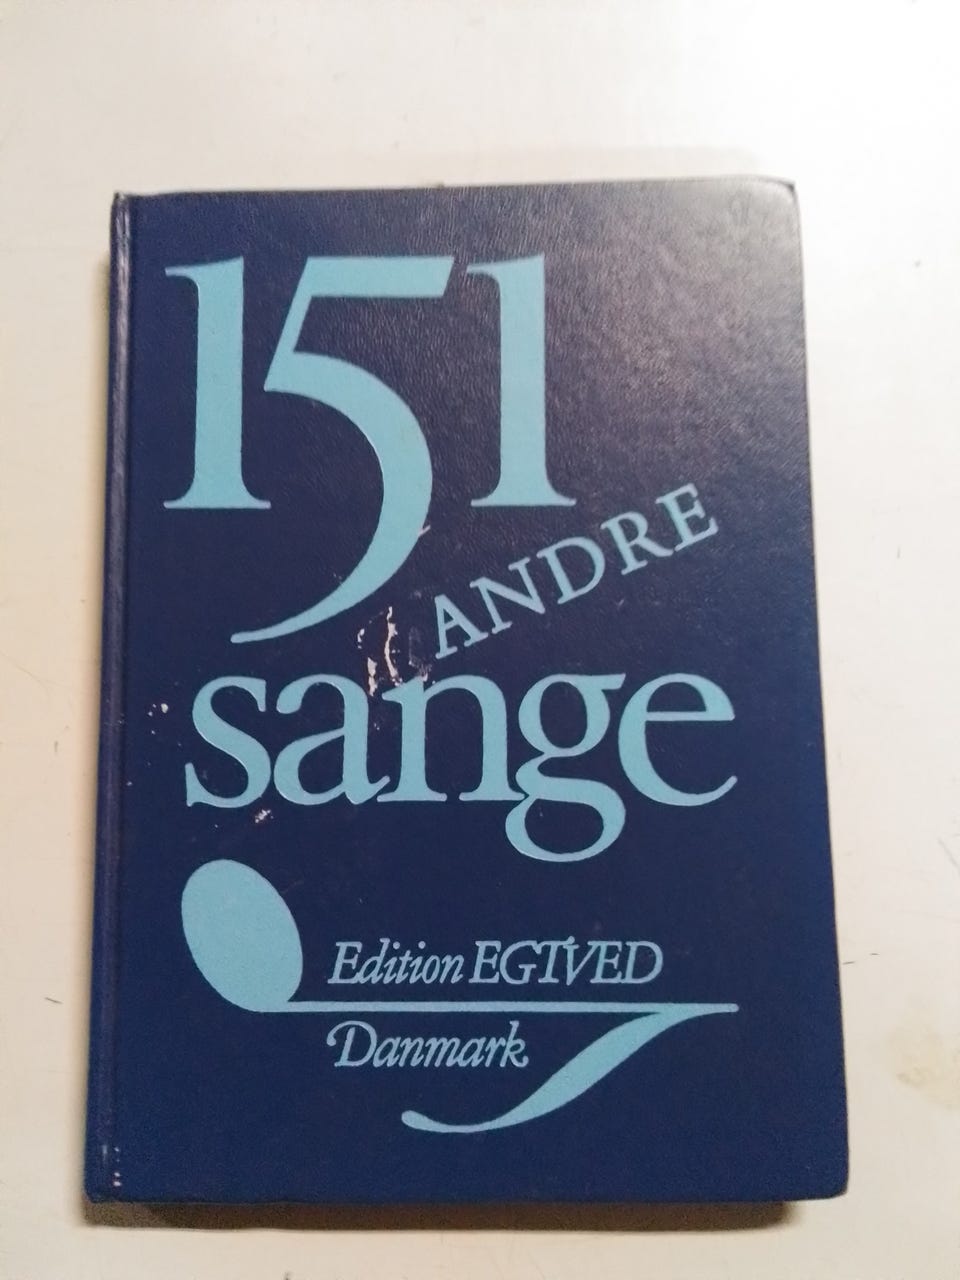 151
ANDRE
sange
Edition EGTVED
Danmark